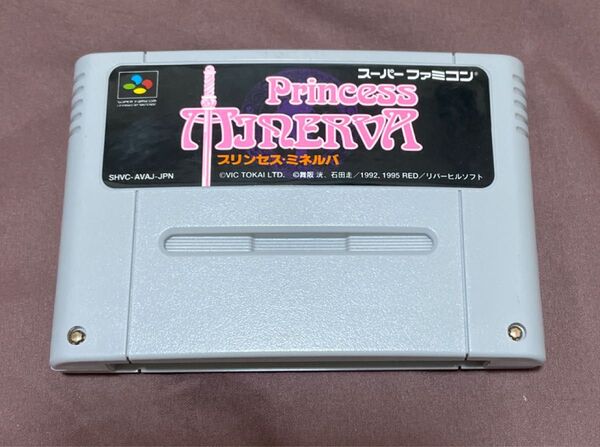 スーパーファミコン
Princess
MINERVA
プリンセス・ミネルバ
SHVC-AVAJ-JPN
©VIC TOKAI LTD. ©舞阪 洸、石田走/1992, 1995 RED/リバーヒルソフト